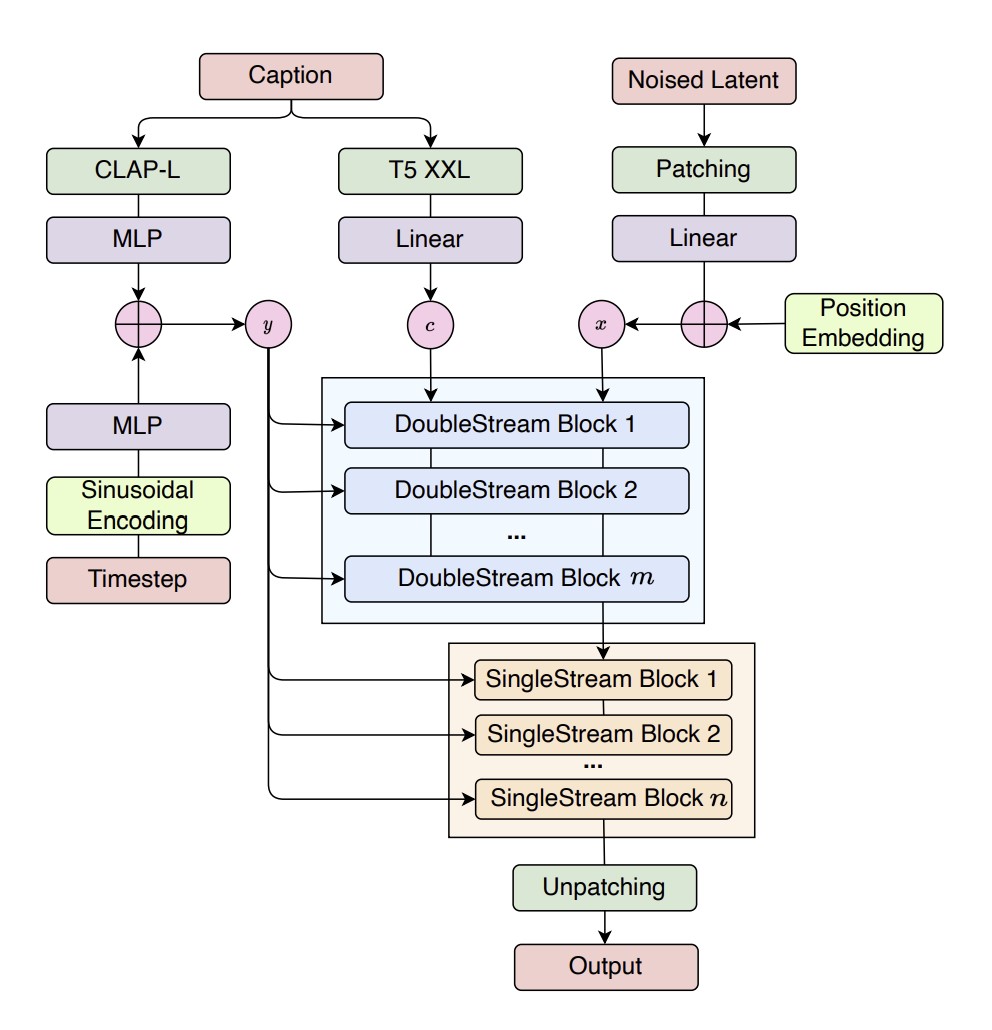 Caption
Noised Latent
CLAP-L
T5 XXL
Patching
MLP
Linear
Linear
Position
Embedding
y
c
x
MLP
Sinusoidal
Encoding
Timestep
DoubleStream Block 1
DoubleStream Block 2
...
DoubleStream Block m
SingleStream Block 1
SingleStream Block 2
...
SingleStream Block n
Unpatching
Output